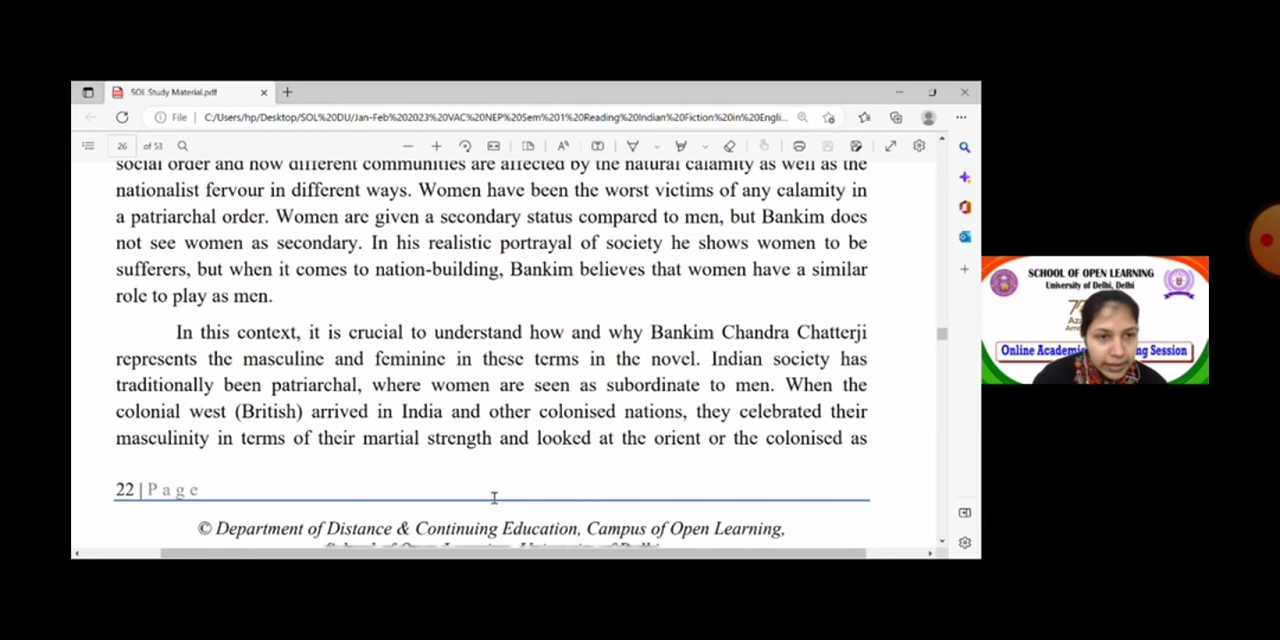 SOL Study Material.pdf
File
C:/Users/hp/Desktop/SOL%20DU/Jan-Feb%202023%20VAC%20NEP%20Sem%201%20Reading%20Indian%20Fiction%20in%20Engli...
26 of 53
social order and how different communities are affected by the natural calamity as well as the
nationalist fervour in different ways. Women have been the worst victims of any calamity in
a patriarchal order. Women are given a secondary status compared to men, but Bankim does
not see women as secondary. In his realistic portrayal of society he shows women to be
sufferers, but when it comes to nation-building, Bankim believes that women have a similar
role to play as men.
In this context, it is crucial to understand how and why Bankim Chandra Chatterji
represents the masculine and feminine in these terms in the novel. Indian society has
traditionally been patriarchal, where women are seen as subordinate to men. When the
colonial west (British) arrived in India and other colonised nations, they celebrated their
masculinity in terms of their martial strength and looked at the orient or the colonised as
22 | Page
© Department of Distance & Continuing Education, Campus of Open Learning,
SCHOOL OF OPEN LEARNING
University of Delhi, Delhi
Online Academic
Session